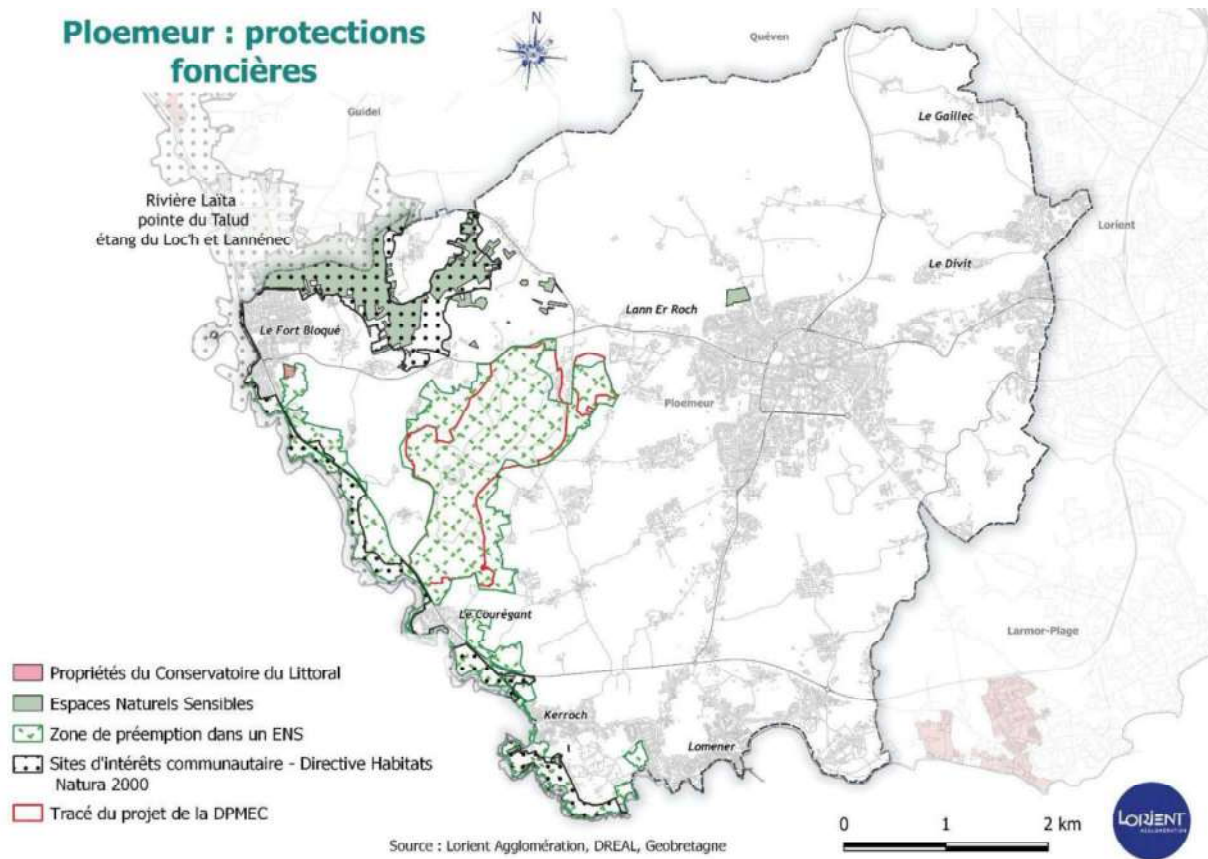 Ploemeur : protections
foncières
N
Quéven
Guidel
Le Gaillec
Rivière Laïta
pointe du Talud
étang du Loc'h et Lannénec
Lorient
Le Divit
Lann Er Roch
Le Fort Bloqué
Ploemeur
Le Courégant
Larmor-Plage
Kerroch
Lomener
Propriétés du Conservatoire du Littoral
Espaces Naturels Sensibles
Zone de préemption dans un ENS
Sites d'intérêts communautaire - Directive Habitats
Natura 2000
Tracé du projet de la DPMEC
Source : Lorient Agglomération, DREAL, Geobretagne
0 1 2 km
LORIENT
AGGLOMÉRATION